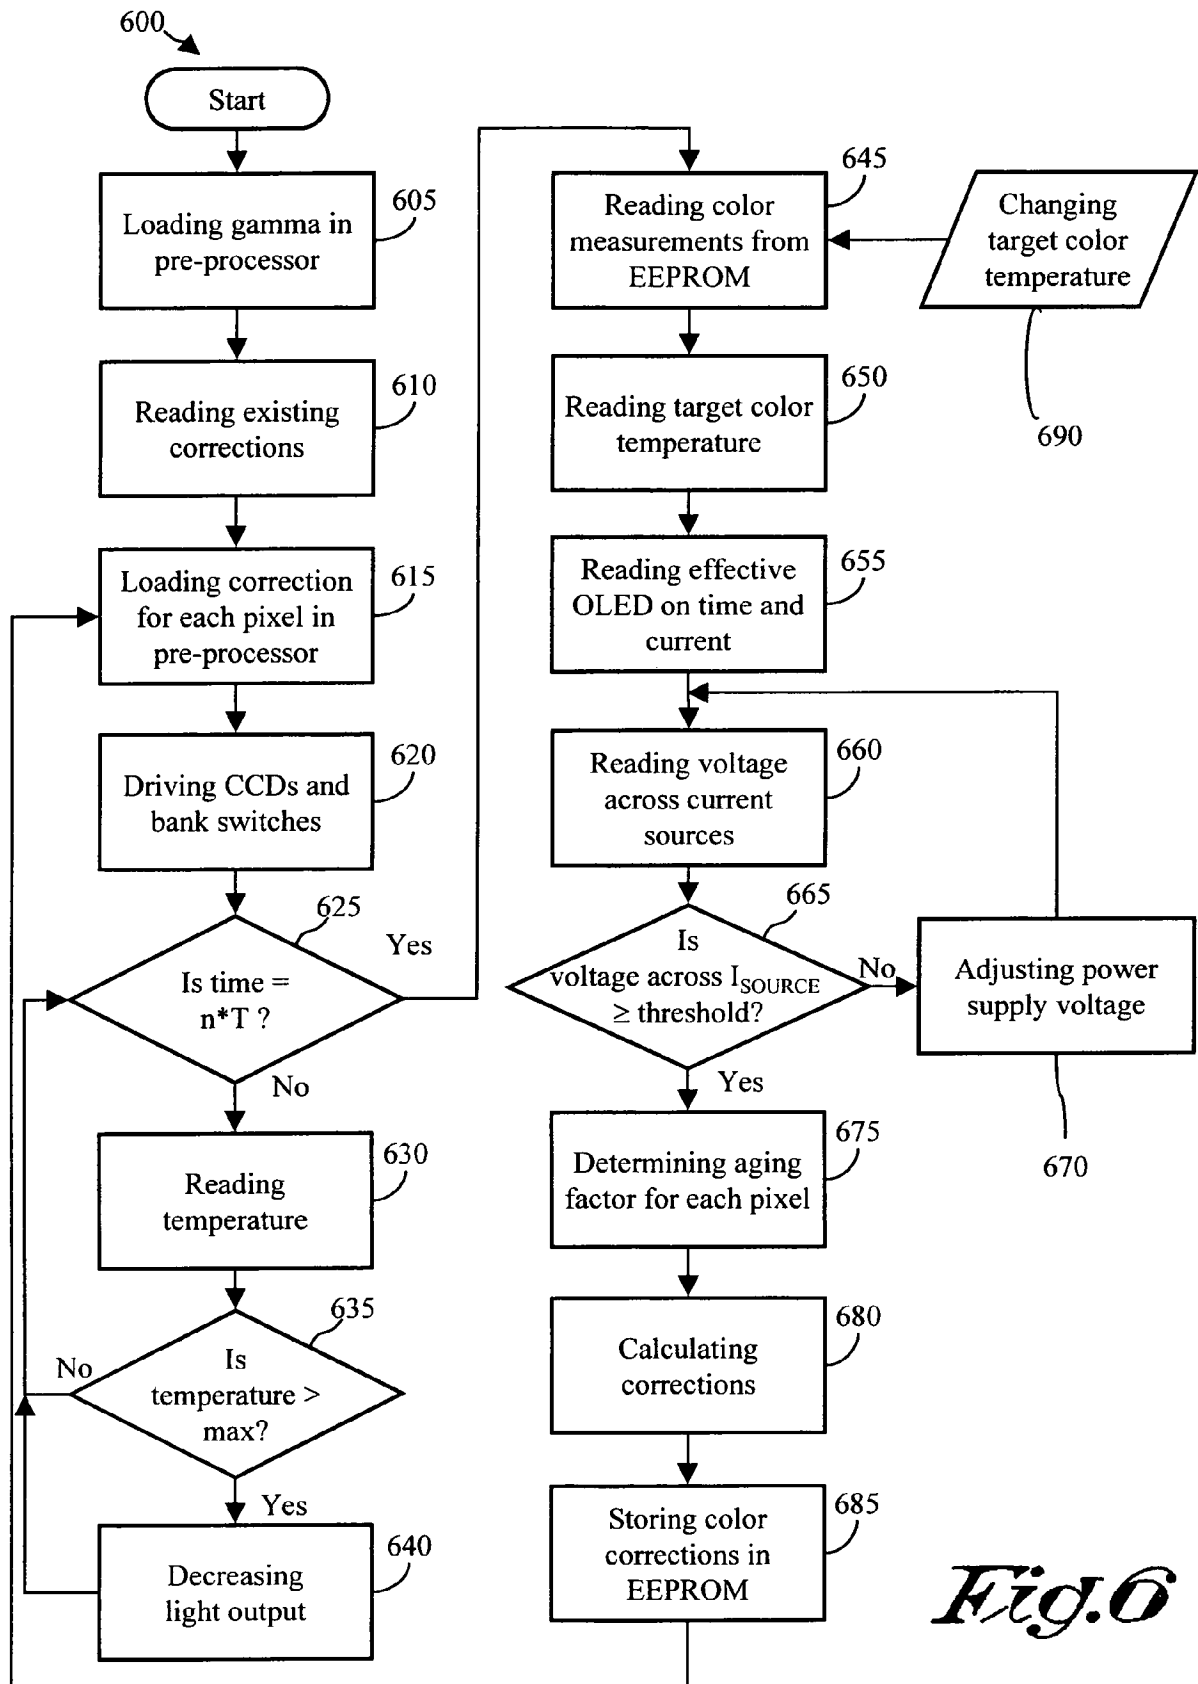 600
Start
Loading gamma in
pre-processor
605
Reading existing
corrections
610
Loading correction
for each pixel in
pre-processor
615
Driving CCDs and
bank switches
620
Is time =
n*T ?
625
Yes
No
Reading
temperature
630
Is
temperature >
max?
635
No
Yes
Decreasing
light output
640
Reading color
measurements from
EEPROM
645
Changing
target color
temperature
690
Reading target color
temperature
650
Reading effective
OLED on time and
current
655
Reading voltage
across current
sources
660
Is
voltage across I_SOURCE
≥ threshold?
665
No
Yes
Adjusting power
supply voltage
670
Determining aging
factor for each pixel
675
Calculating
corrections
680
Storing color
corrections in
EEPROM
685
Fig.6